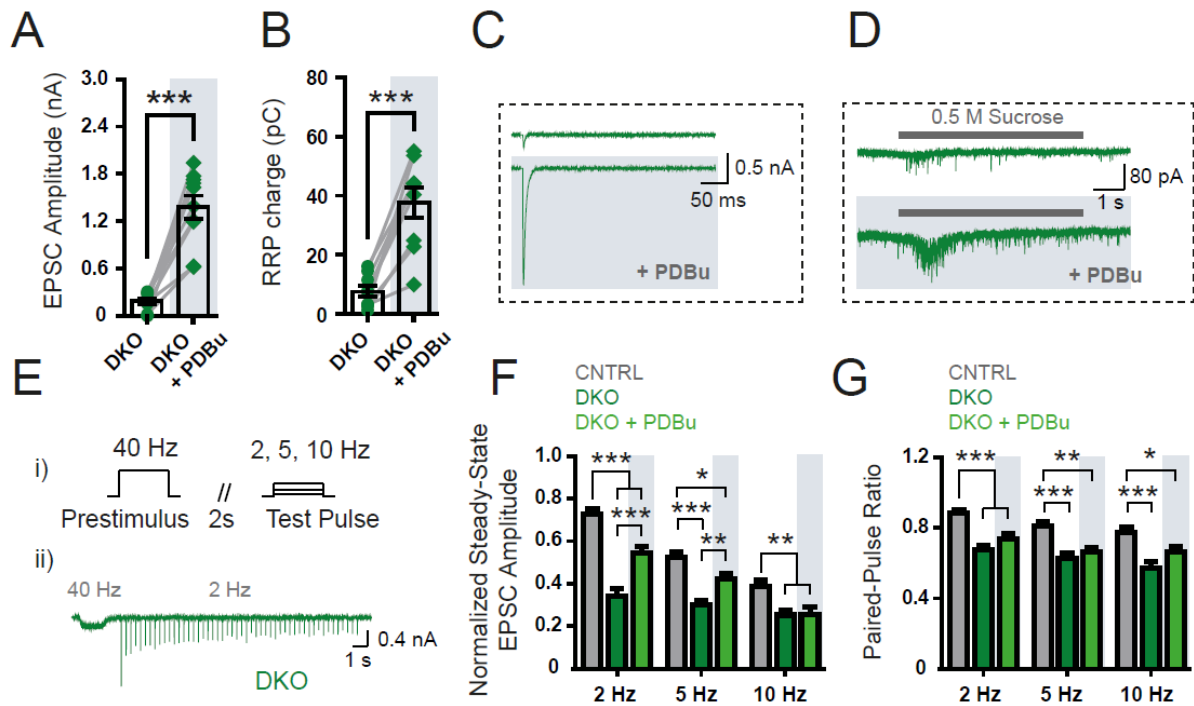 A
EPSC Amplitude (nA)
3.0
2.4
1.8
1.2
0.6
0
***
DKO
DKO
+ PDBu
B
RRP charge (pC)
80
60
40
20
0
***
DKO
DKO
+ PDBu
C
0.5 nA
50 ms
+ PDBu
D
0.5 M Sucrose
80 pA
1 s
+ PDBu
E
i)
40 Hz
2, 5, 10 Hz
//
Prestimulus
2s
Test Pulse
ii)
40 Hz
2 Hz
0.4 nA
1 s
DKO
F
CNTRL
DKO
DKO + PDBu
Normalized Steady-State
EPSC Amplitude
1.0
0.8
0.6
0.4
0.2
0
***
***
*
***
**
**
2 Hz
5 Hz
10 Hz
G
CNTRL
DKO
DKO + PDBu
Paired-Pulse Ratio
1.2
0.8
0.4
0
***
**
***
*
***
2 Hz
5 Hz
10 Hz